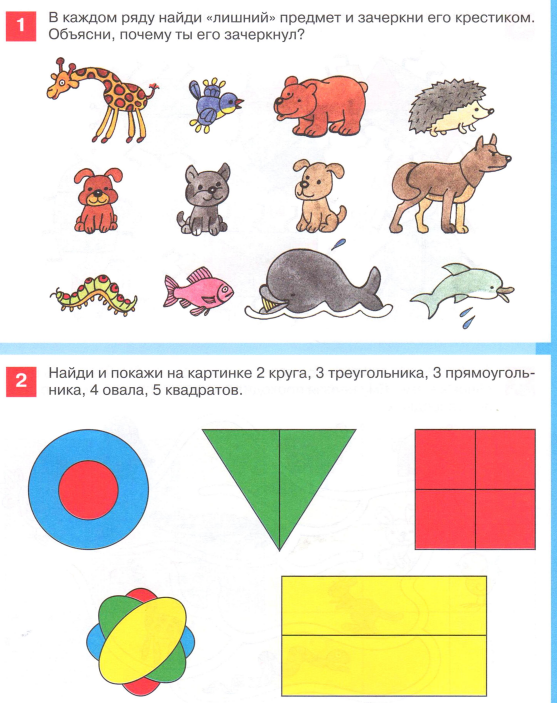 1
В каждом ряду найди «лишний» предмет и зачеркни его крестиком.
Объясни, почему ты его зачеркнул?
2
Найди и покажи на картинке 2 круга, 3 треугольника, 3 прямоуголь-
ника, 4 овала, 5 квадратов.